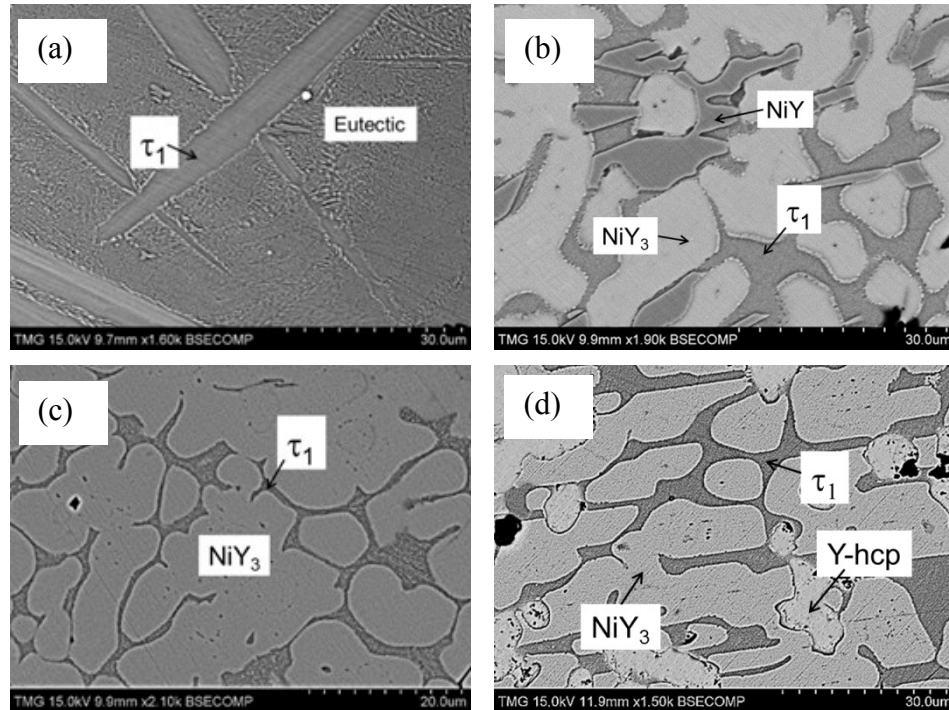 (a)
τ₁
Eutectic
TMG 15.0kV 9.7mm x1.60k BSECOMP 30.0um
(b)
NiY
NiY₃
τ₁
TMG 15.0kV 9.9mm x1.90k BSECOMP 30.0um
(c)
τ₁
NiY₃
TMG 15.0kV 9.9mm x2.10k BSECOMP 20.0um
(d)
τ₁
Y-hcp
NiY₃
TMG 15.0kV 11.9mm x1.50k BSECOMP 30.0um